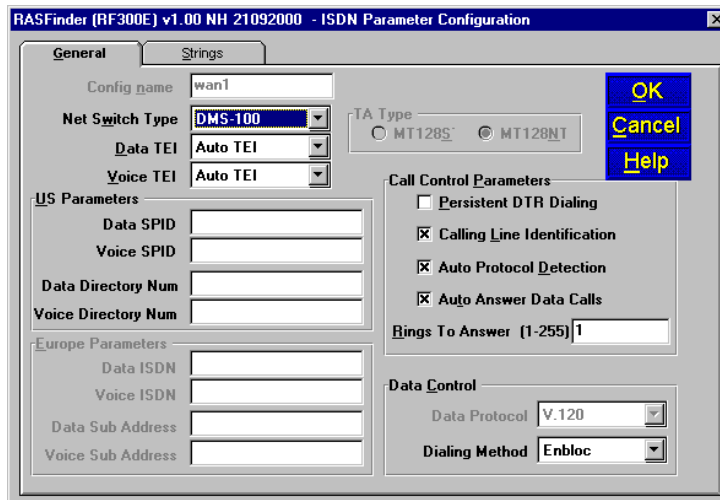 RASFinder (RF300E) v1.00 NH 21092000 - ISDN Parameter Configuration
General
Strings
Config name wan1
Net Switch Type DMS-100
Data TEI Auto TEI
Voice TEI Auto TEI
TA Type
MT128S MT128NT
OK
Cancel
Help
US Parameters
Data SPID
Voice SPID
Data Directory Num
Voice Directory Num
Europe Parameters
Data ISDN
Voice ISDN
Data Sub Address
Voice Sub Address
Call Control Parameters
Persistent DTR Dialing
Calling Line Identification
Auto Protocol Detection
Auto Answer Data Calls
Rings To Answer (1-255) 1
Data Control
Data Protocol V.120
Dialing Method Enbloc